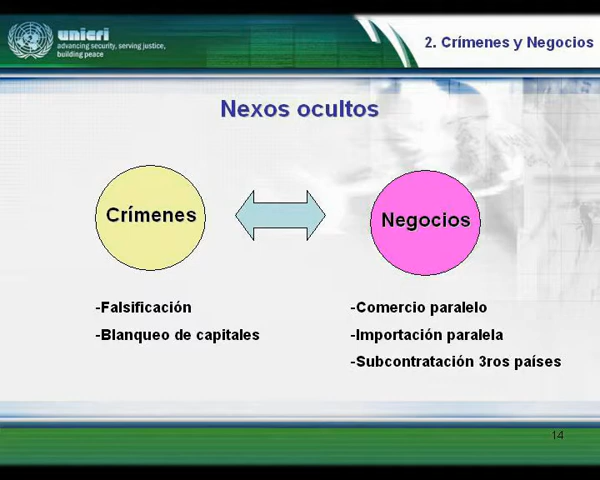 unicri
advancing security, serving justice,
building peace
2. Crímenes y Negocios
Nexos ocultos
Crímenes
Negocios
-Falsificación
-Blanqueo de capitales
-Comercio paralelo
-Importación paralela
-Subcontratación 3ros países
14